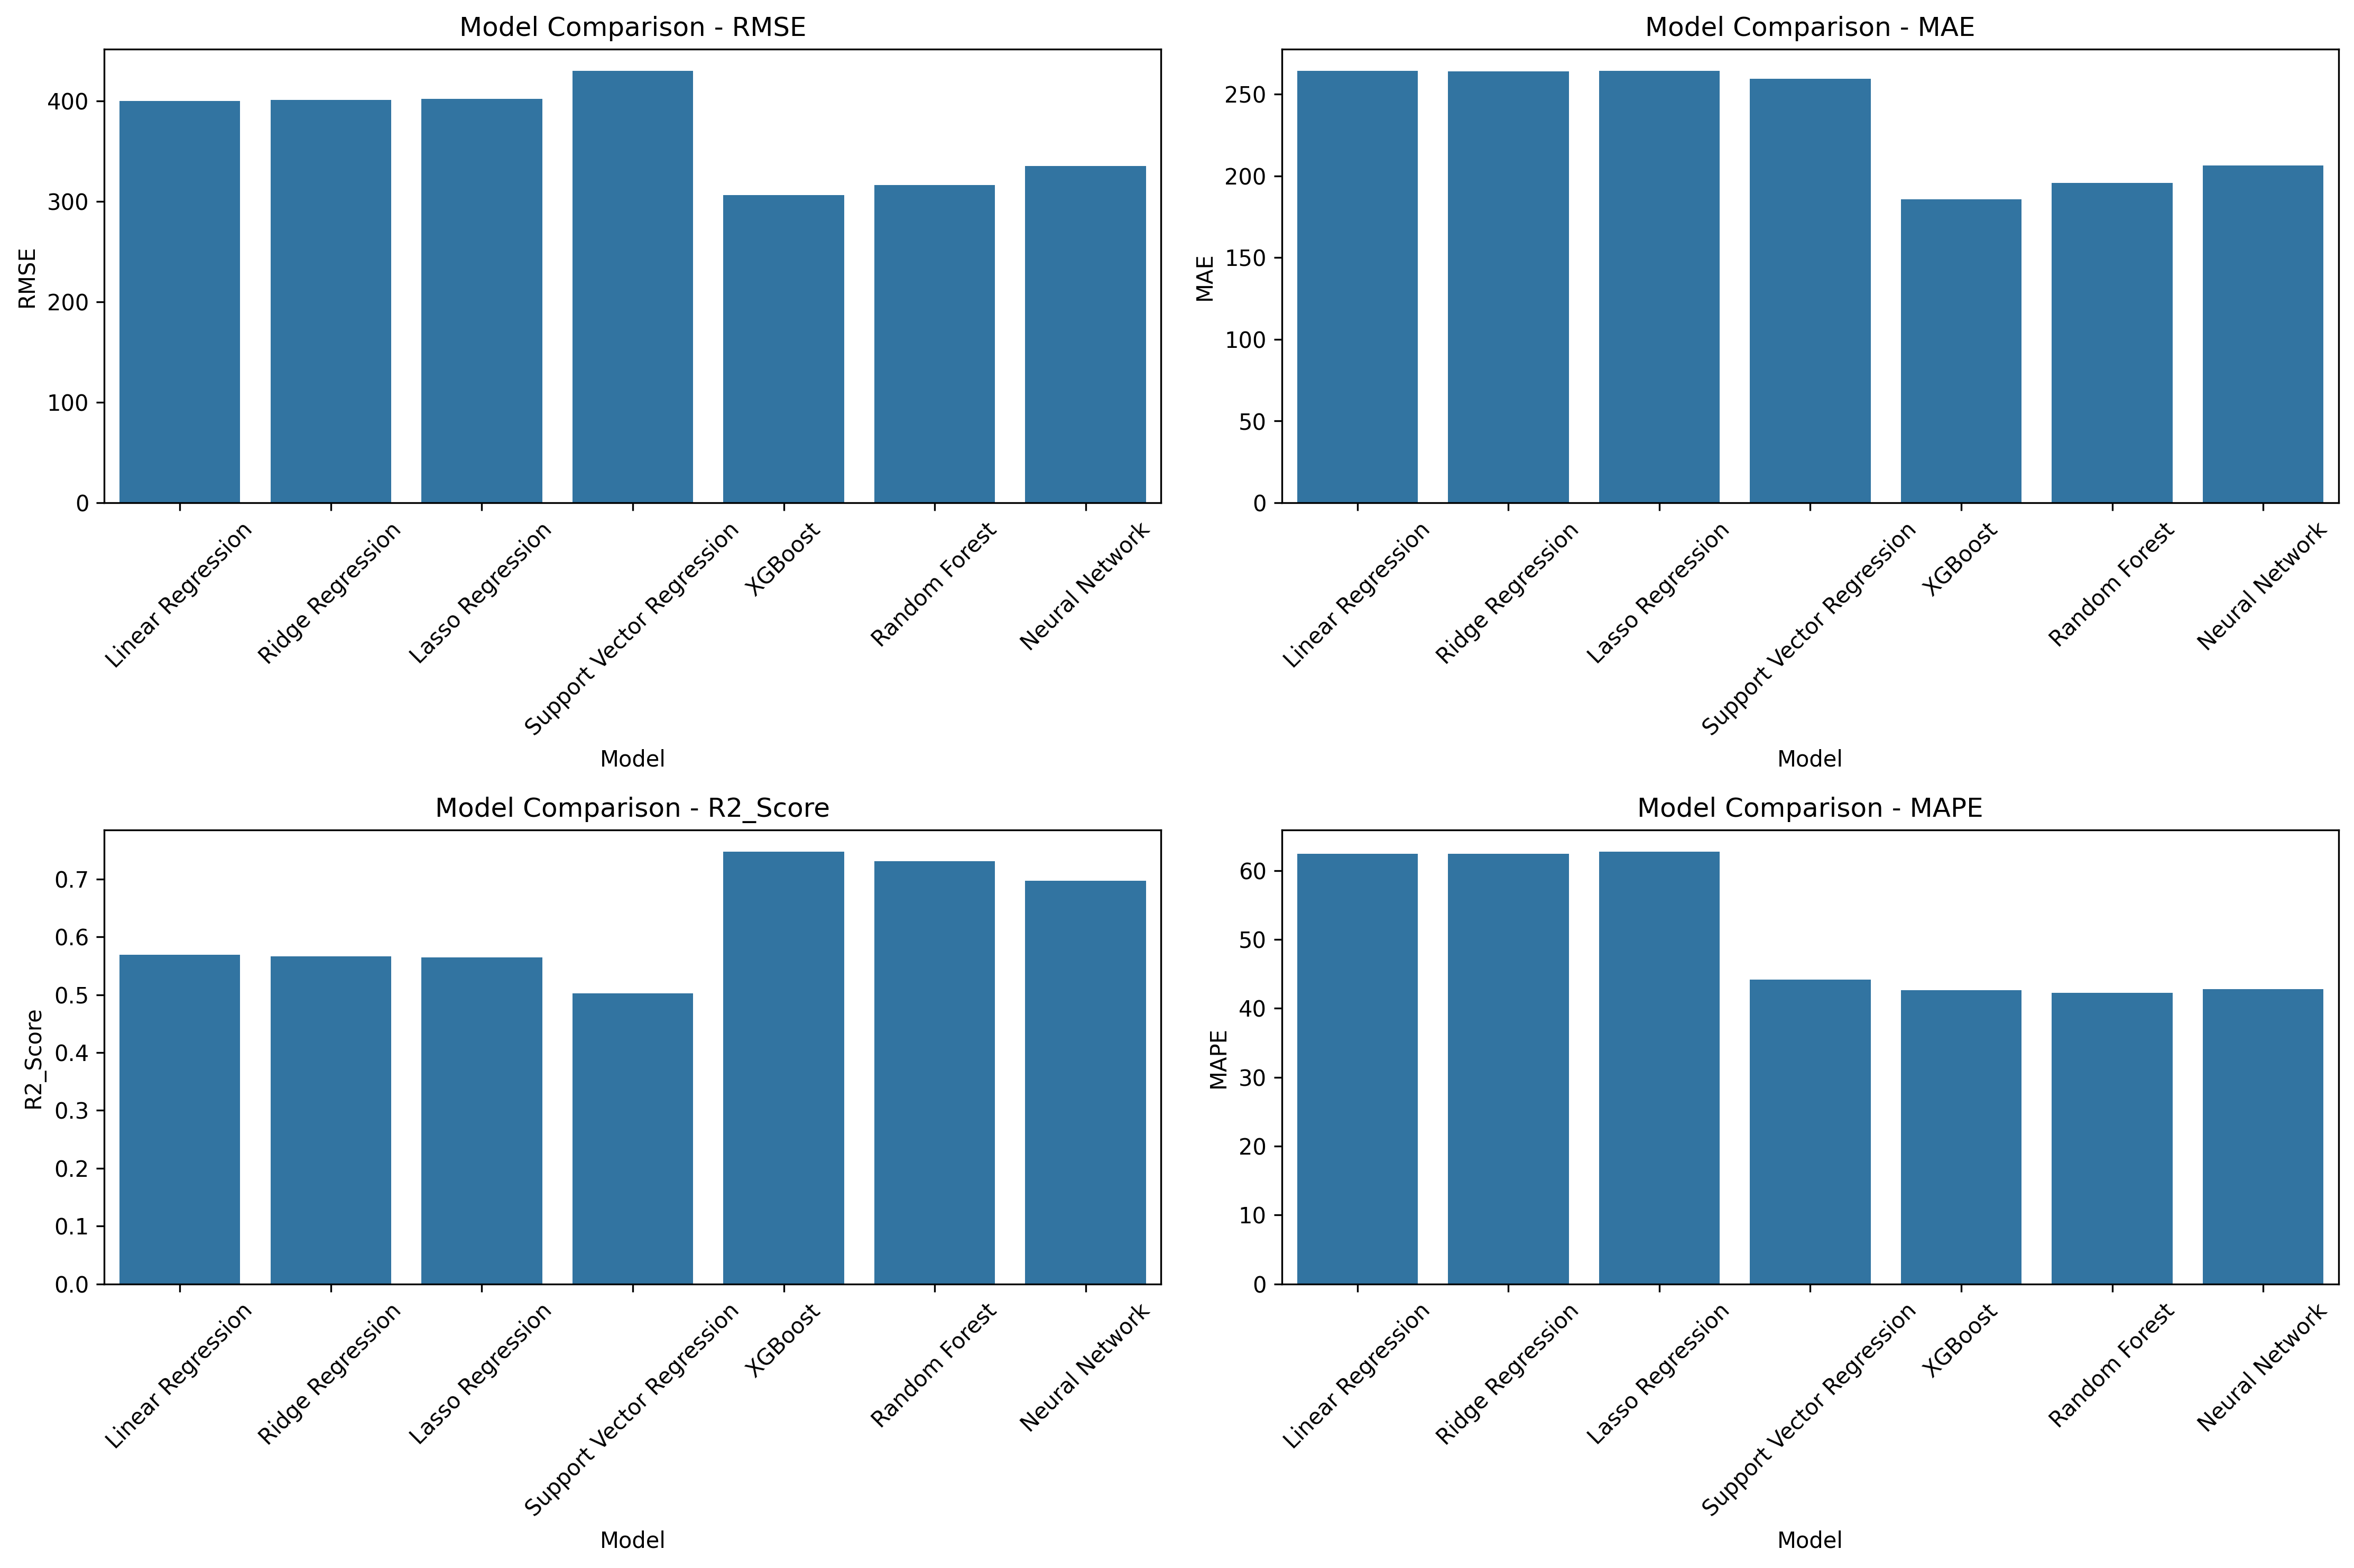 Model Comparison - RMSE
RMSE
400
300
200
100
0
Linear Regression
Ridge Regression
Lasso Regression
Support Vector Regression
XGBoost
Random Forest
Neural Network
Model
Model Comparison - MAE
MAE
250
200
150
100
50
0
Linear Regression
Ridge Regression
Lasso Regression
Support Vector Regression
XGBoost
Random Forest
Neural Network
Model
Model Comparison - R2_Score
R2_Score
0.7
0.6
0.5
0.4
0.3
0.2
0.1
0.0
Linear Regression
Ridge Regression
Lasso Regression
Support Vector Regression
XGBoost
Random Forest
Neural Network
Model
Model Comparison - MAPE
MAPE
60
50
40
30
20
10
0
Linear Regression
Ridge Regression
Lasso Regression
Support Vector Regression
XGBoost
Random Forest
Neural Network
Model